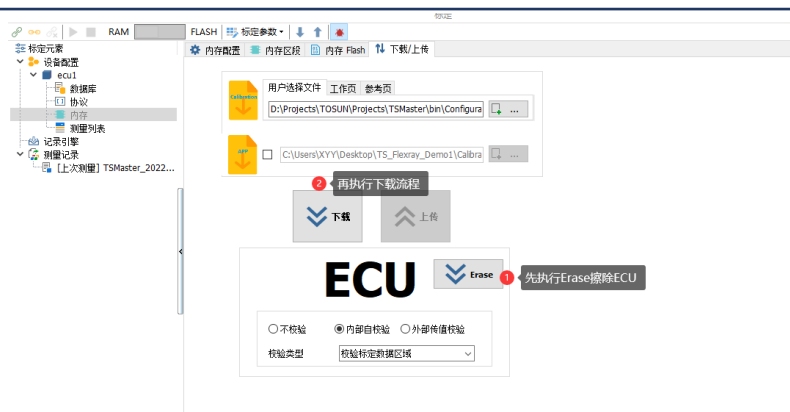 标定
RAM
FLASH 标定参数
标定元素
设备配置
ecu1
数据库
协议
内存
测量列表
记录引擎
测量记录
[上次测量] TSMaster_2022...
内存配置 内存区段 内存 Flash 下载/上传
用户选择文件 工作页 参考页
Calibration
D:\Projects\TOSUN\Projects\TSMaster\bin\Configura ...
APP
C:\Users\XYY\Desktop\TS_Flexray_Demo1\Calibra ...
2 再执行下载流程
下载 上传
ECU
Erase
1 先执行Erase擦除ECU
不校验 内部自校验 外部传值校验
校验类型 校验标定数据区域